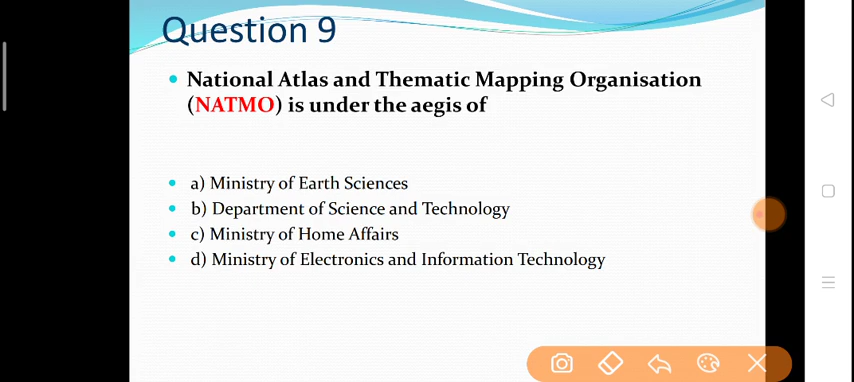 Question 9
National Atlas and Thematic Mapping Organisation
(NATMO) is under the aegis of
a) Ministry of Earth Sciences
b) Department of Science and Technology
c) Ministry of Home Affairs
d) Ministry of Electronics and Information Technology